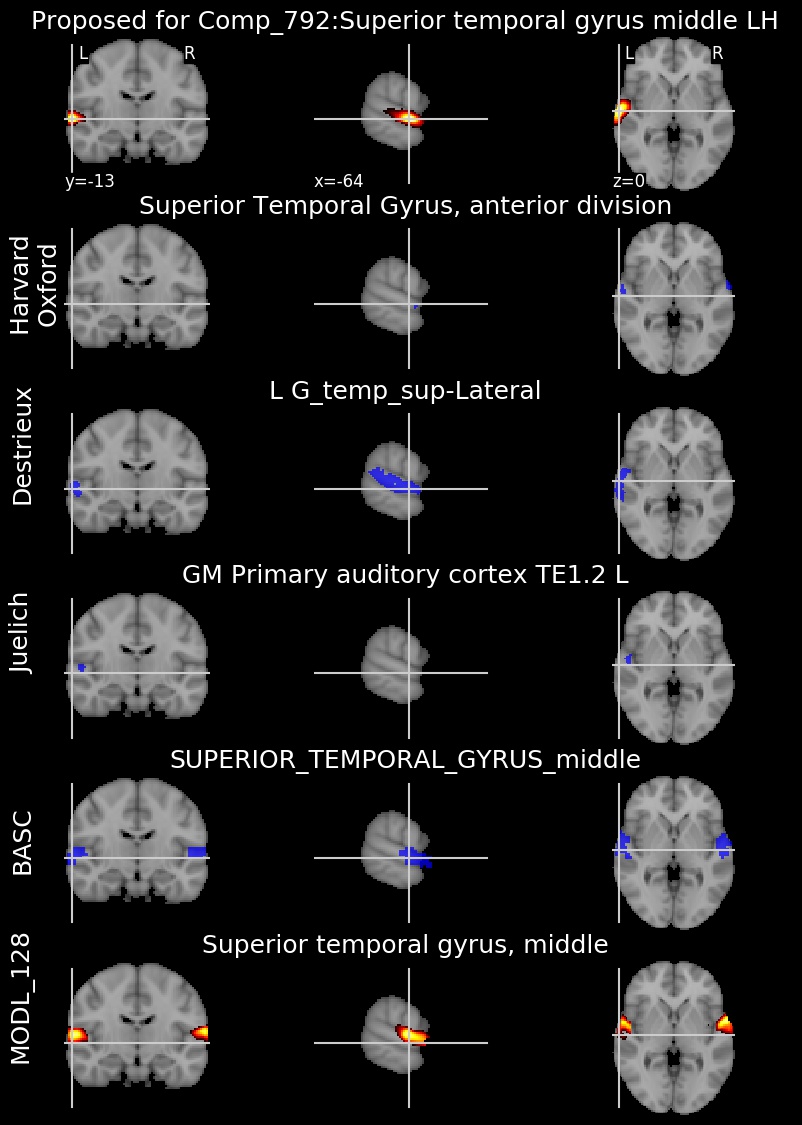 Proposed for Comp_792:Superior temporal gyrus middle LH
L R L R
y=-13 x=-64 z=0
Superior Temporal Gyrus, anterior division
Harvard
Oxford
L G_temp_sup-Lateral
Destrieux
GM Primary auditory cortex TE1.2 L
Juelich
SUPERIOR_TEMPORAL_GYRUS_middle
BASC
Superior temporal gyrus, middle
MODL_128